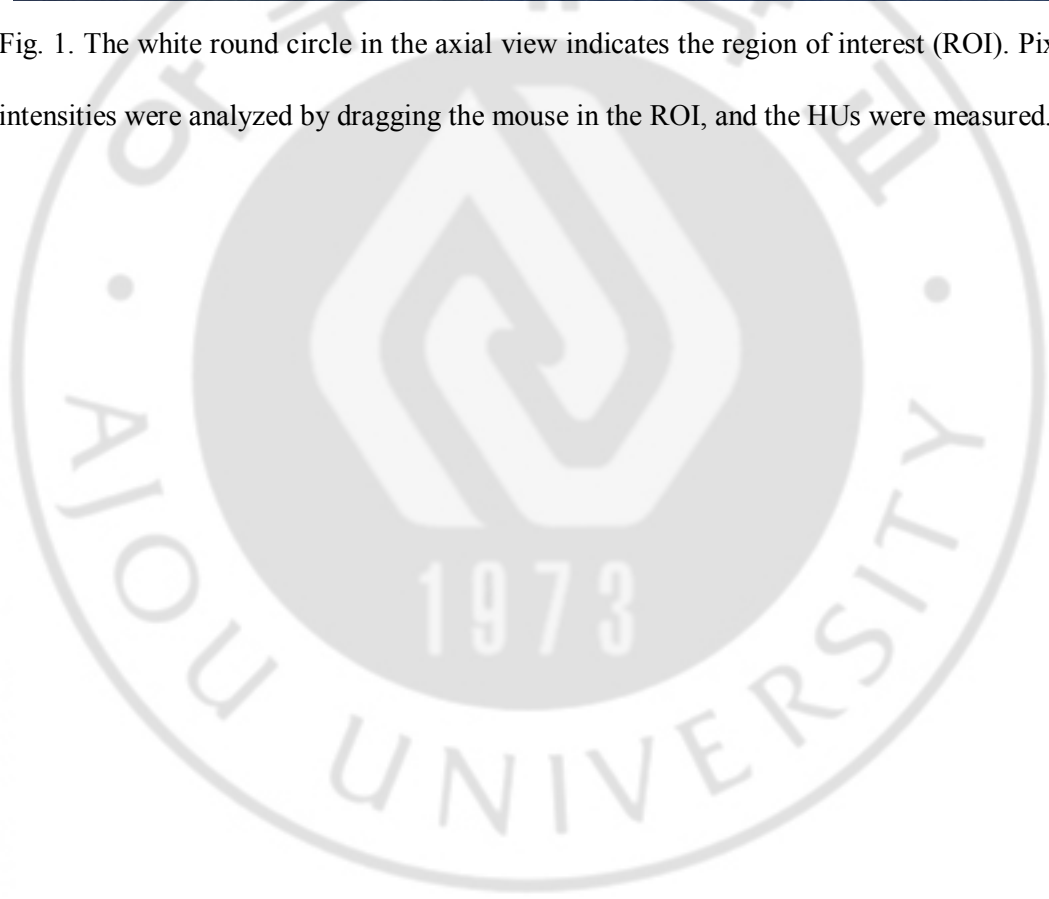 Fig. 1. The white round circle in the axial view indicates the region of interest (ROI). Pix
intensities were analyzed by dragging the mouse in the ROI, and the HUs were measured.
1973
AJOU UNIVERSITY